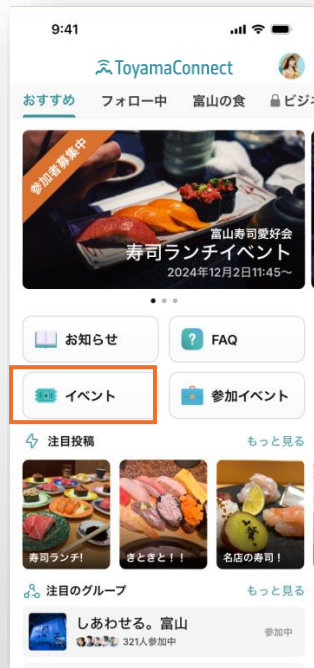 9:41
ToyamaConnect
おすすめ フォロー中 富山の食 ビジネ
参加者募集中
富山寿司愛好会
寿司ランチイベント
2024年12月2日11:45〜
お知らせ
? FAQ
イベント
参加イベント
注目投稿 もっと見る
寿司ランチ!
きときと!!
名店の寿司!
注目のグループ もっと見る
しあわせる。富山
321人参加中
参加中